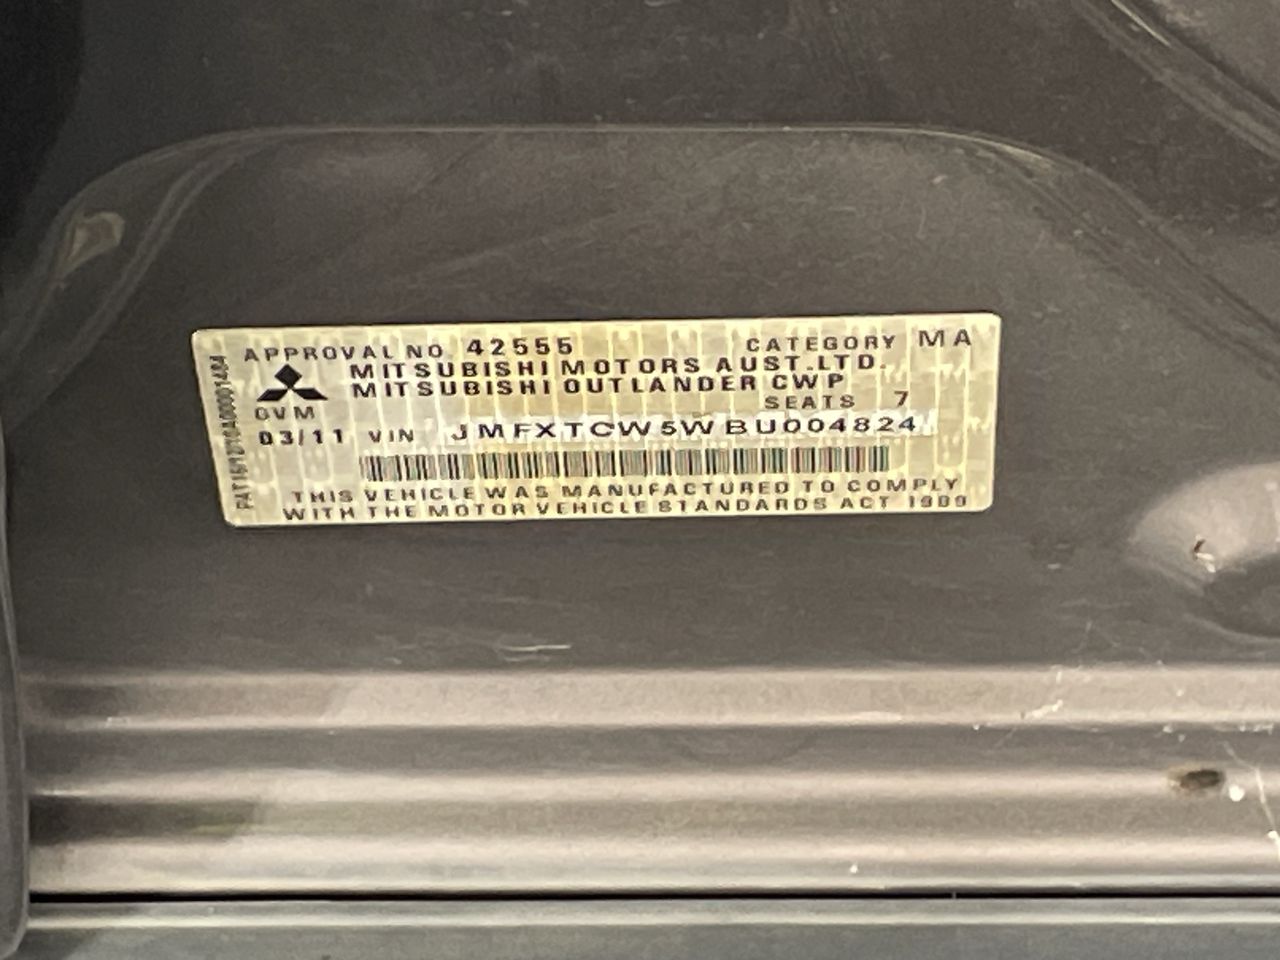 APPROVAL NO. 42555 CATEGORY MA
MITSUBISHI MOTORS AUST.LTD.
MITSUBISHI OUTLANDER CWP
GVM SEATS 7
03/11 VIN JMFXTCW5WBU004824
THIS VEHICLE WAS MANUFACTURED TO COMPLY
WITH THE MOTOR VEHICLE STANDARDS ACT 1989